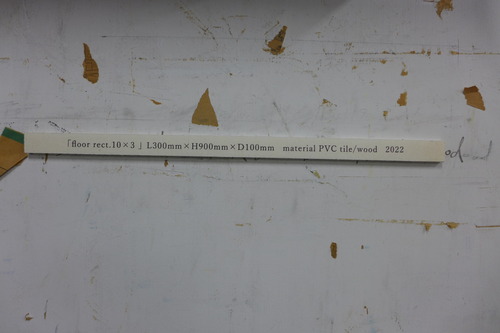 「floor rect.10×3 」L300mm×H900mm×D100mm　material PVC tile/wood　2022